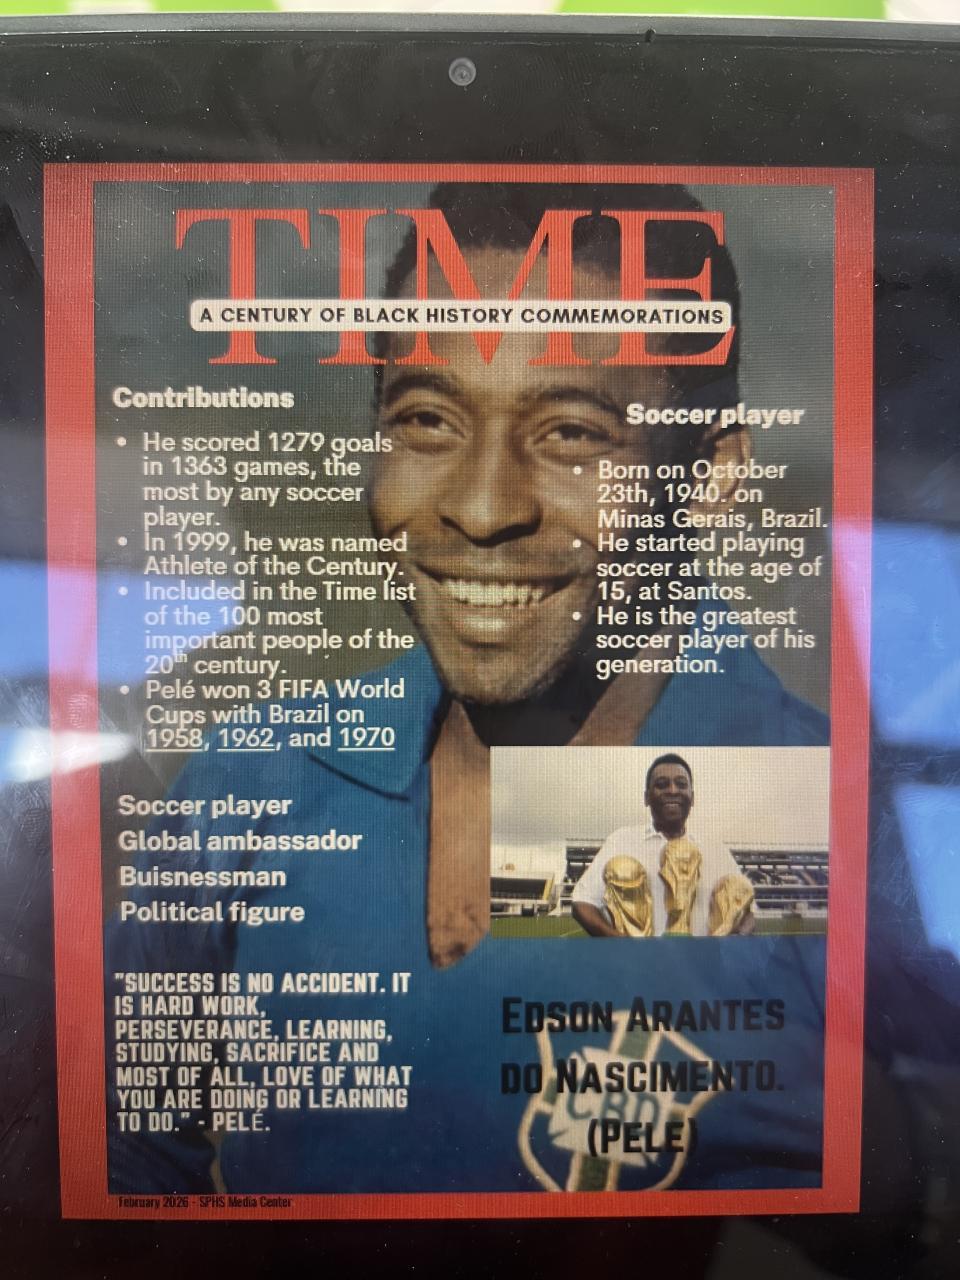 TIME
A CENTURY OF BLACK HISTORY COMMEMORATIONS
Contributions
• He scored 1279 goals
in 1363 games, the
most by any soccer
player.
• In 1999, he was named
Athlete of the Century.
• Included in the Time list
of the 100 most
important people of the
20th century.
• Pelé won 3 FIFA World
Cups with Brazil on
1958, 1962, and 1970
Soccer player
• Born on October
23th, 1940. on
Minas Gerais, Brazil.
• He started playing
soccer at the age of
15, at Santos.
• He is the greatest
soccer player of his
generation.
Soccer player
Global ambassador
Buisnessman
Political figure
"SUCCESS IS NO ACCIDENT. IT
IS HARD WORK,
PERSEVERANCE, LEARNING,
STUDYING, SACRIFICE AND
MOST OF ALL, LOVE OF WHAT
YOU ARE DOING OR LEARNING
TO DO." - PELÉ.
EDSON ARANTES
DO NASCIMENTO.
(PELE)
CBD
February 2026 - SPHS Media Center